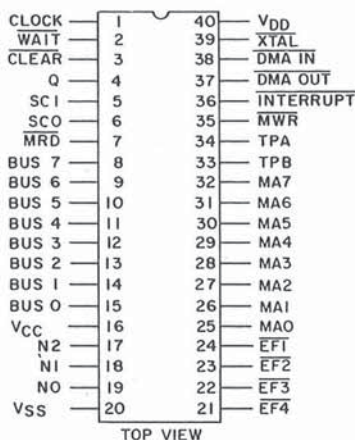 CLOCK 1 40 VDD
WAIT 2 39 XTAL
CLEAR 3 38 DMA IN
Q 4 37 DMA OUT
SC1 5 36 INTERRUPT
SC0 6 35 MWR
MRD 7 34 TPA
BUS 7 8 33 TPB
BUS 6 9 32 MA7
BUS 5 10 31 MA6
BUS 4 11 30 MA5
BUS 3 12 29 MA4
BUS 2 13 28 MA3
BUS 1 14 27 MA2
BUS 0 15 26 MA1
VCC 16 25 MA0
N2 17 24 EF1
N1 18 23 EF2
N0 19 22 EF3
VSS 20 21 EF4
TOP VIEW